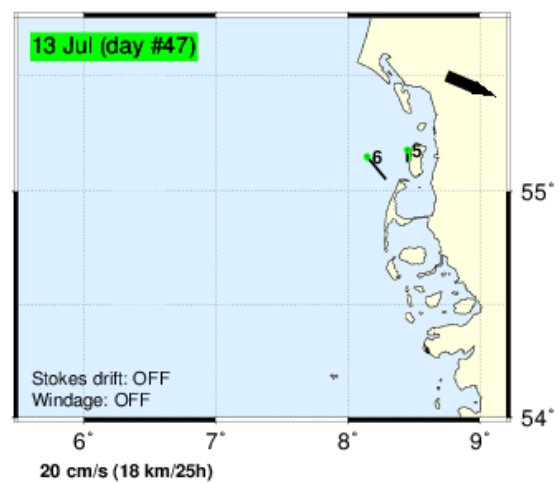 13 Jul (day #47)
6
5
55°
Stokes drift: OFF
Windage: OFF
54°
6° 7° 8° 9°
20 cm/s (18 km/25h)